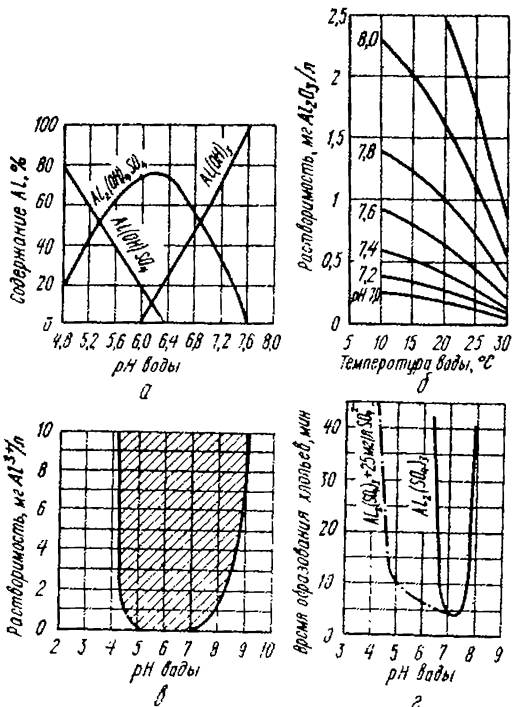 Содержание Al, %
100
80
60
40
20
0
Al₂(OH)₄SO₄
Al(OH)SO₄
Al(OH)₃
4,8 5,2 5,6 6,0 6,4 6,8 7,2 7,6 8,0
pH воды
а
Растворимость, мг Al₂O₃/л
2,5
2
1,5
1
0,5
0
8,0
7,8
7,6
7,4
7,2
pH 7,0
5 10 15 20 25 30
Температура воды, °C
б
Растворимость, мг Al³⁺/л
10
8
6
4
2
0
2 3 4 5 6 7 8 9 10
pH воды
в
Время образования хлопьев, мин
40
30
20
10
0
Al₂(SO₄)₃+25мг/л SO₄²⁻
Al₂(SO₄)₃
3 4 5 6 7 8 9
pH воды
г